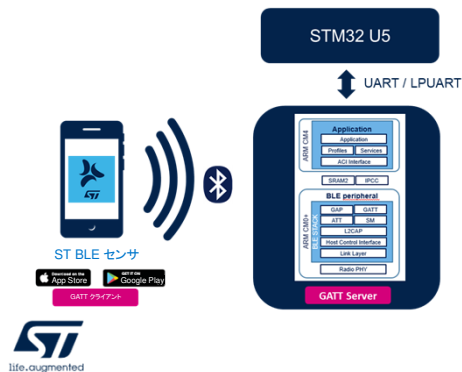 STM32 U5
UART / LPUART
ARM CM4
Application
Application
Profiles Services
ACI Interface
SRAM2 IPCC
ARM CM0+
BLE STACK
BLE peripheral
GAP GATT
ATT SM
L2CAP
Host Control Interface
Link Layer
Radio PHY
GATT Server
ST BLE センサ
Download on the
App Store
GET IT ON
Google Play
GATT クライアント
ST
life.augmented